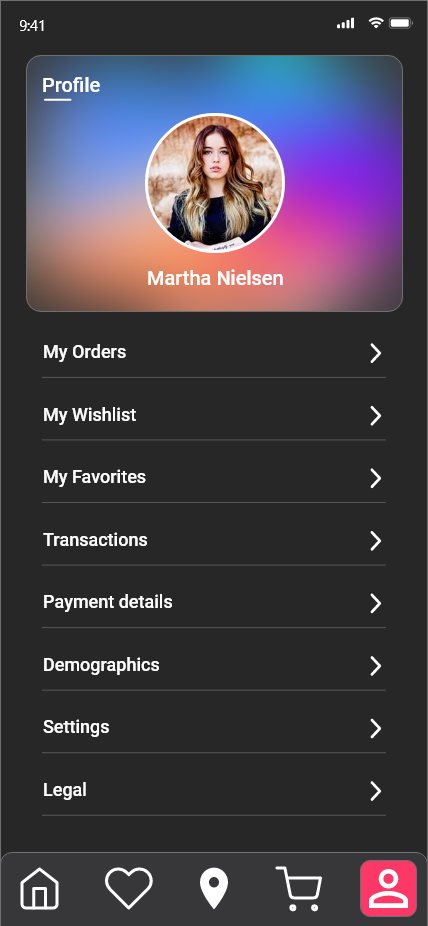 9:41
Profile
Martha Nielsen
My Orders
My Wishlist
My Favorites
Transactions
Payment details
Demographics
Settings
Legal